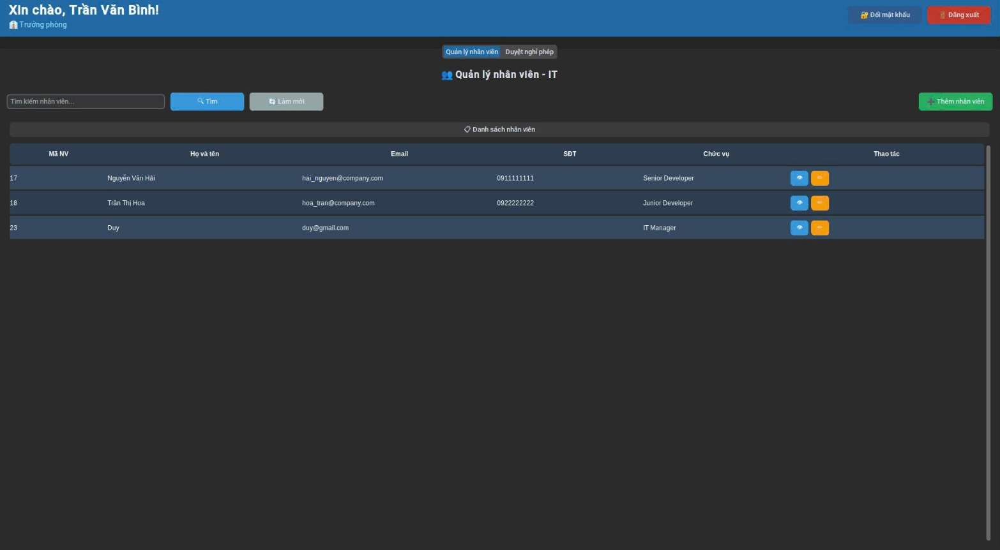 Xin chào, Trần Văn Bình!
Trưởng phòng
Đổi mật khẩu
Đăng xuất
Quản lý nhân viên Duyệt nghỉ phép
Quản lý nhân viên - IT
Tìm kiếm nhân viên...
Tìm
Làm mới
Thêm nhân viên
Danh sách nhân viên
Mã NV Họ và tên Email SĐT Chức vụ Thao tác
17 Nguyễn Văn Hải hai_nguyen@company.com 0911111111 Senior Developer
18 Trần Thị Hoa hoa_tran@company.com 0922222222 Junior Developer
23 Duy duy@gmail.com IT Manager